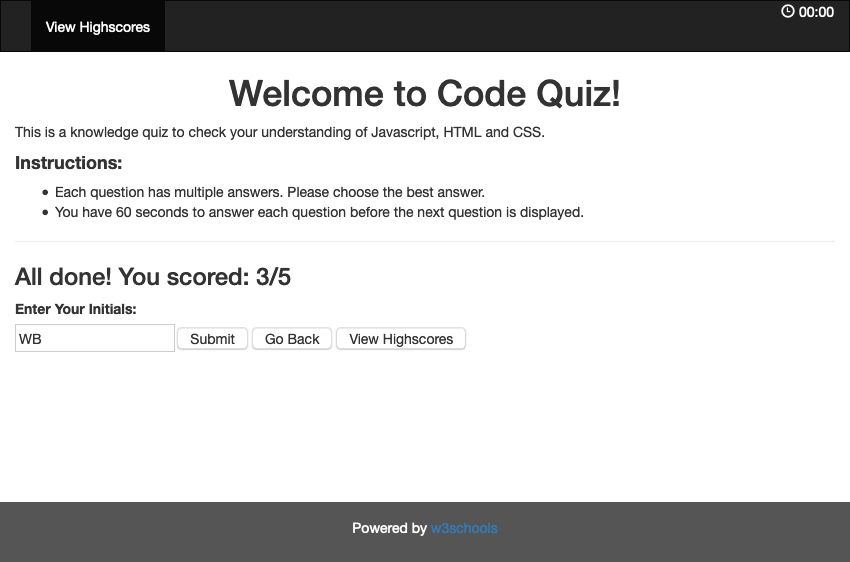 View Highscores
00:00
Welcome to Code Quiz!
This is a knowledge quiz to check your understanding of Javascript, HTML and CSS.
Instructions:
• Each question has multiple answers. Please choose the best answer.
• You have 60 seconds to answer each question before the next question is displayed.
All done! You scored: 3/5
Enter Your Initials:
WB Submit Go Back View Highscores
Powered by w3schools